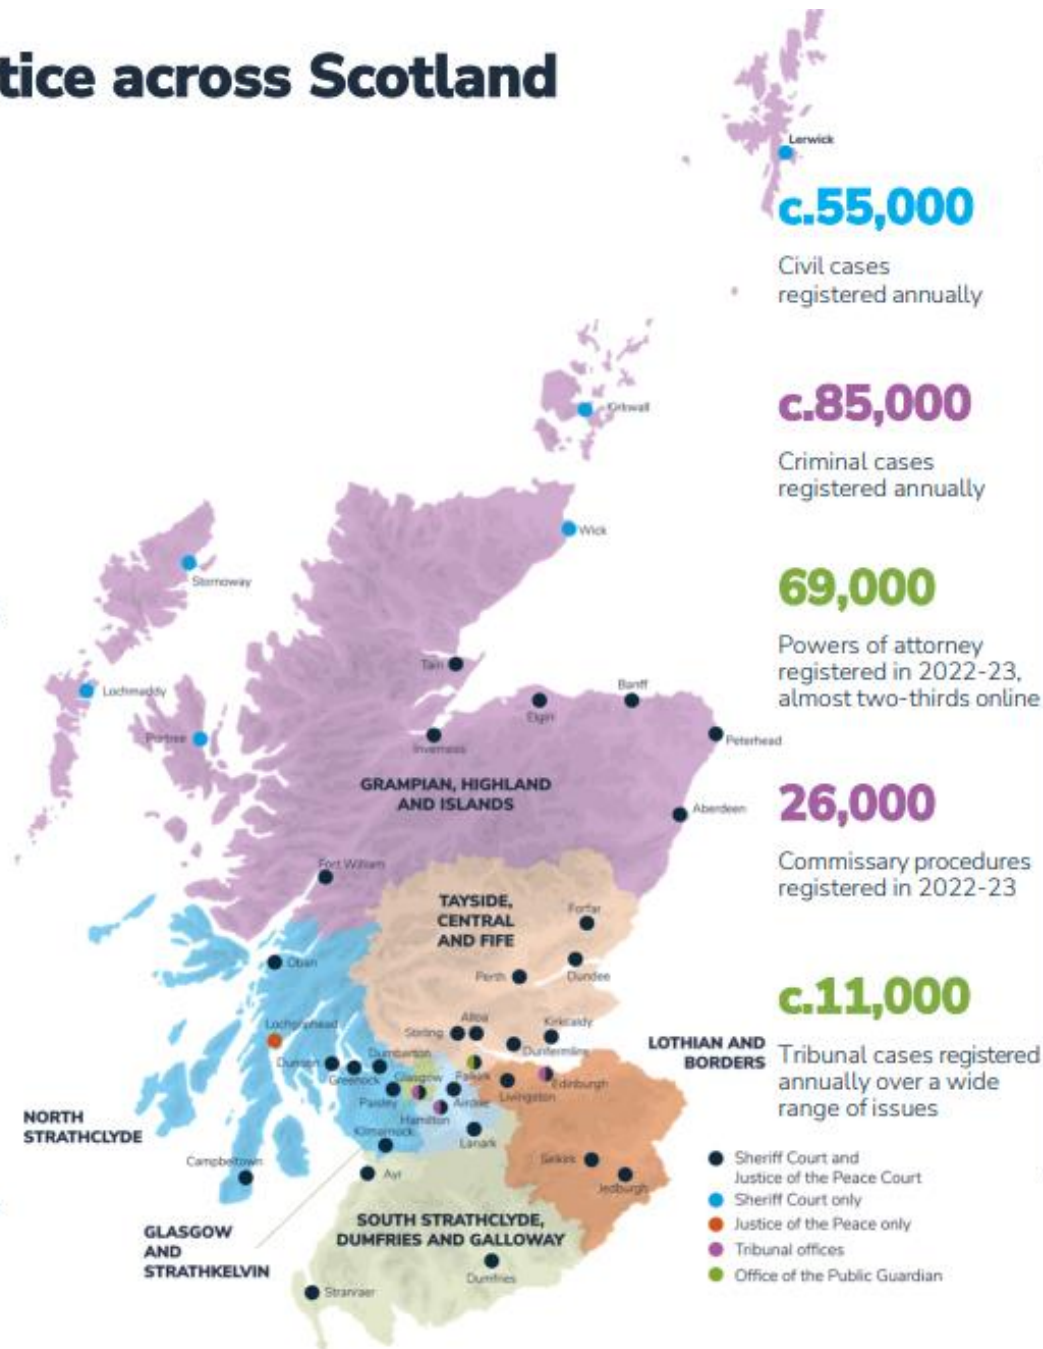 tice across Scotland
Lerwick
c.55,000
Civil cases
registered annually
Kirkwall
c.85,000
Criminal cases
registered annually
Wick
Stornoway
69,000
Powers of attorney
registered in 2022-23,
almost two-thirds online
Tain
Lochmaddy
Banff
Elgin
Portree
Inverness
Peterhead
GRAMPIAN, HIGHLAND
AND ISLANDS
26,000
Aberdeen
Commissary procedures
registered in 2022-23
Fort William
TAYSIDE,
CENTRAL
AND FIFE
Forfar
Oban
Perth
Dundee
c.11,000
Alloa
Stirling
Kirkcaldy
Lochgilphead
Dunfermline
LOTHIAN AND
BORDERS
Tribunal cases registered
annually over a wide
range of issues
Dunoon
Dumbarton
Greenock
Glasgow
Falkirk
Edinburgh
Livingston
Paisley
Airdrie
Hamilton
NORTH
STRATHCLYDE
Kilmarnock
Lanark
Campbeltown
Ayr
Selkirk
Jedburgh
Sheriff Court and
Justice of the Peace Court
Sheriff Court only
Justice of the Peace only
Tribunal offices
Office of the Public Guardian
GLASGOW
AND
STRATHKELVIN
SOUTH STRATHCLYDE,
DUMFRIES AND GALLOWAY
Dumfries
Stranraer